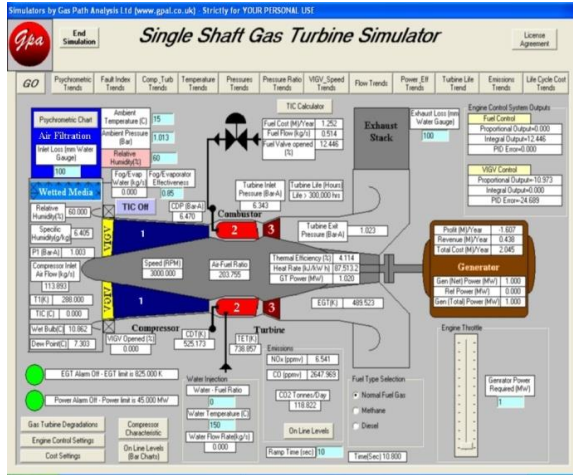 Simulators by Gas Path Analysis Ltd (www.gpal.co.uk) - Strictly for YOUR PERSONAL USE
Gpa
End Simulation
Single Shaft Gas Turbine Simulator
License Agreement
GO
Psychrometric Trends
Fault Index Trends
Comp_Turb Trends
Temperature Trends
Pressures Trends
Pressure Ratio Trends
VIGV_Speed Trends
Flow Trends
Power_Eff Trends
Turbine Life Trend
Emissions Trends
Life Cycle Cost Trends
Psychrometric Chart
Ambient Temperature (C) 15
Air Filtration
Ambient Pressure (Bar) 1.013
Inlet Loss (mm Water Gauge)
100
Relative Humidity(%) 60
Fog/Evap Water (kg/s) 0.000
Fog/Evaporator Effectiveness 0.85
Wetted Media
TIC Off
CDP (Bar-A) 6.470
TIC Calculator
Fuel Cost (M)/Year 1.252
Fuel Flow (kg/s) 0.514
Fuel Valve opened (%) 12.446
Exhaust Stack
Exhaust Loss (mm Water Gauge)
100
Engine Control System Outputs
Fuel Control
Proportional Output=0.000
Integral Output=12.446
PID Error=0.000
VIGV Control
Proportional Output=-10.973
Integral Output=0.000
PID Error=-24.689
Turbine Inlet Pressure (Bar-A) 6.343
Turbine Life (Hours) Life > 300,000 hrs
Combustor
Relative Humidity(%) 60.000
Specific Humidity(g/kg) 6.405
P1 (Bar-A) 1.003
Compressor Inlet Air Flow (kg/s)
113.893
T1(K) 288.000
TIC (C) 0.000
Wet Bulb(C) 10.862
Dew Point(C) 7.303
VIGV
1
2
3
Turbine Exit Pressure (Bar-A) 1.023
Speed (RPM)
3000.000
Air-Fuel Ratio
203.755
Thermal Efficiency (%) 4.114
Heat Rate (kJ/kW h) 87,513.2
GT Power (MW) 1.020
Profit (M)/Year -1.607
Revenue (M)/Year 0.438
Total Cost (M)/Year 2.045
Generator
Gen (Net) Power (MW) 1.000
Ref Power (MW) 0.000
Gen (Total) Power (MW) 1.000
VIGV
1
2
3
EGT(K) 489.523
VIGV Opened (%)
0.000
Compressor
CDT(K)
525.173
TET(K)
738.857
Turbine
EGT Alarm Off - EGT limit is 825.000 K
Power Alarm Off - Power limit is 45.000 MW
Water Injection
Water - Fuel Ratio
0
Water Temperature (C)
150
Water Flow Rate(kg/s)
0.000
Emissions
NOx (ppmv) 6.541
CO (ppmv) 2647.969
CO2 Tonnes/Day
118.822
On Line Levels
Ramp Time (sec) 10
Fuel Type Selection
Normal Fuel Gas
Methane
Diesel
Time(Sec) 10.800
Engine Throttle
Genrator Power Required (MW)
1
Gas Turbine Degradations
Engine Control Settings
Cost Settings
Compressor Characteristic
On Line Levels (Bar Charts)